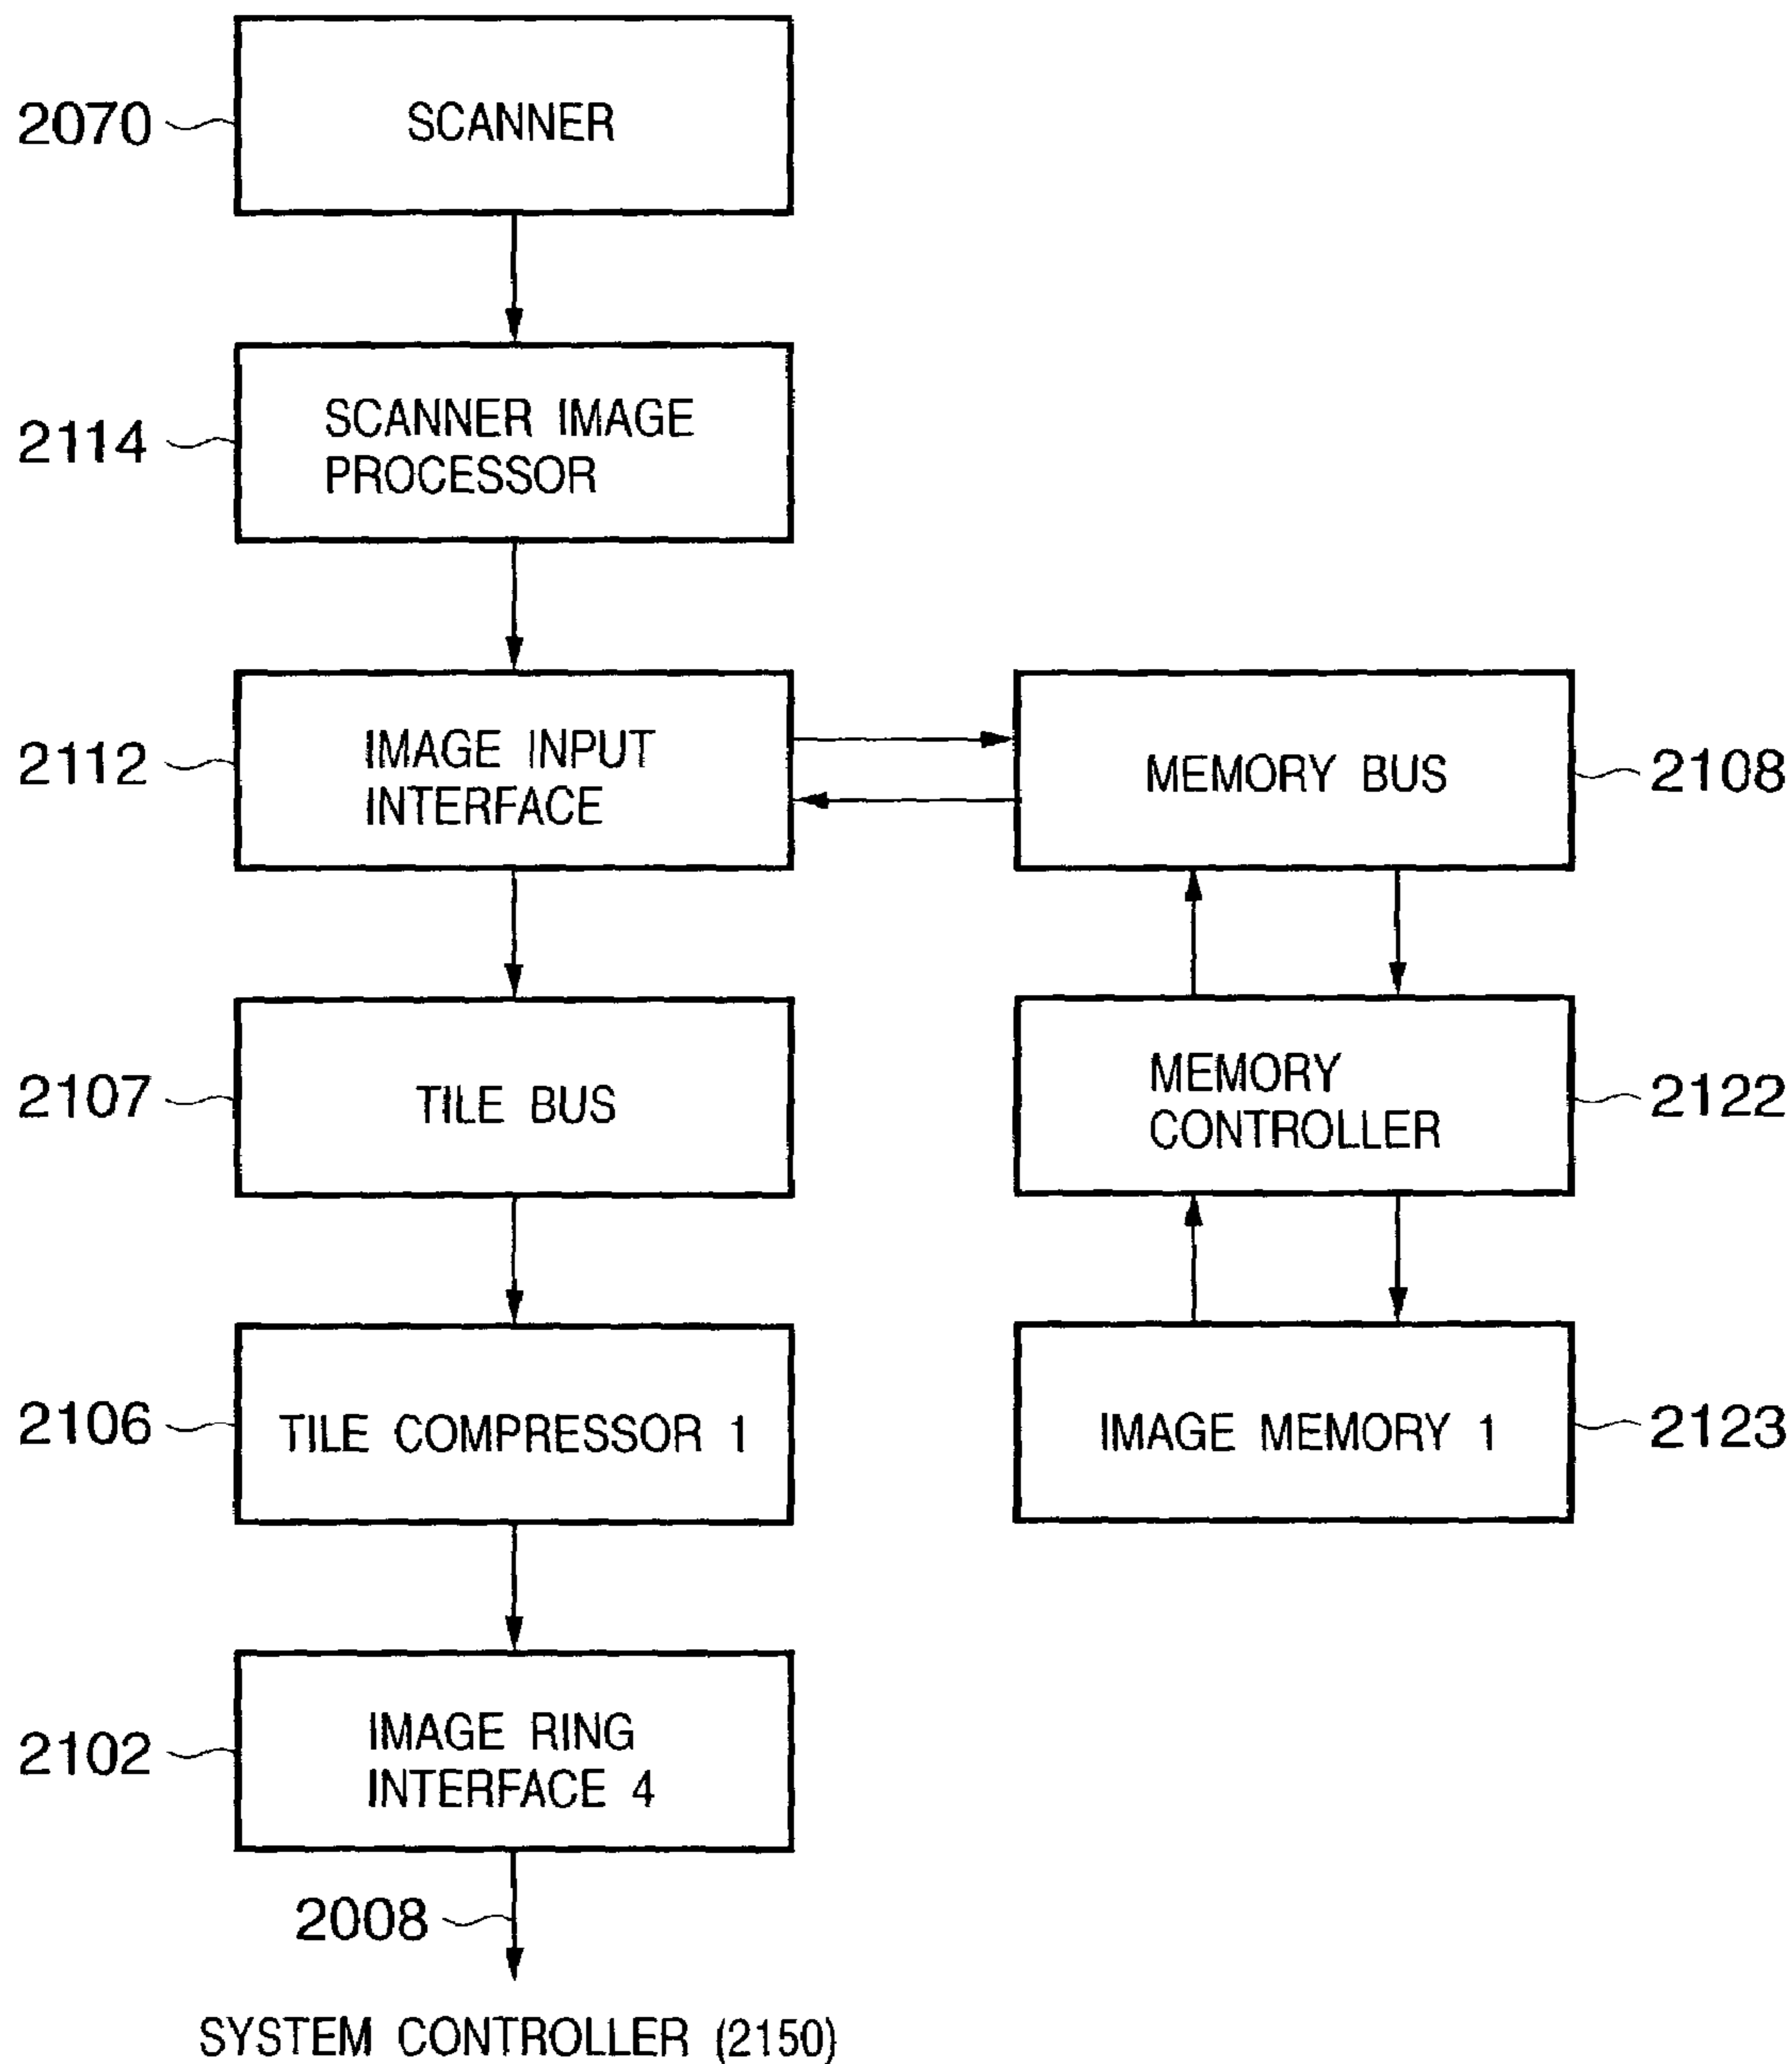 2070
SCANNER
2114
SCANNER IMAGE
PROCESSOR
2112
IMAGE INPUT
INTERFACE
MEMORY BUS
2108
2107
TILE BUS
MEMORY
CONTROLLER
2122
2106
TILE COMPRESSOR 1
IMAGE MEMORY 1
2123
2102
IMAGE RING
INTERFACE 4
2008
SYSTEM CONTROLLER (2150)